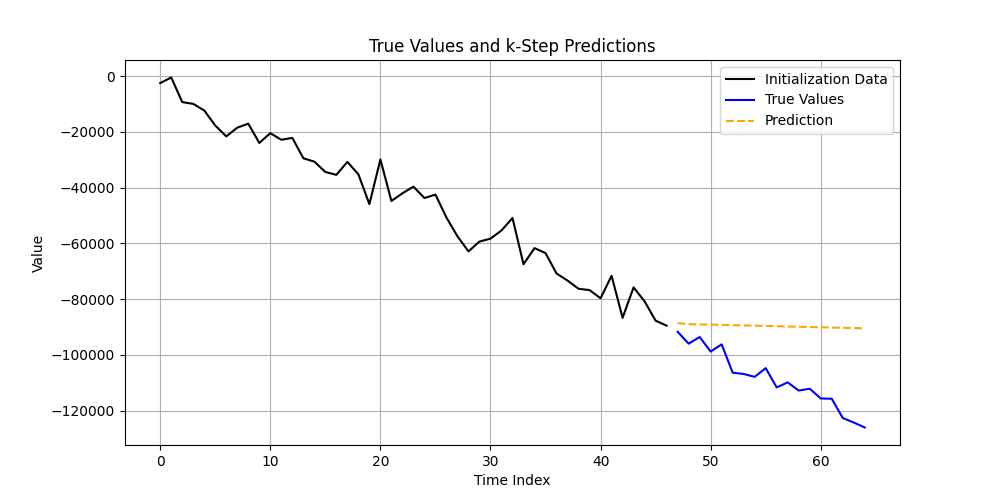 True Values and k-Step Predictions
Initialization Data
True Values
Prediction
0
−20000
−40000
−60000
−80000
−100000
−120000
Value
0
10
20
30
40
50
60
Time Index